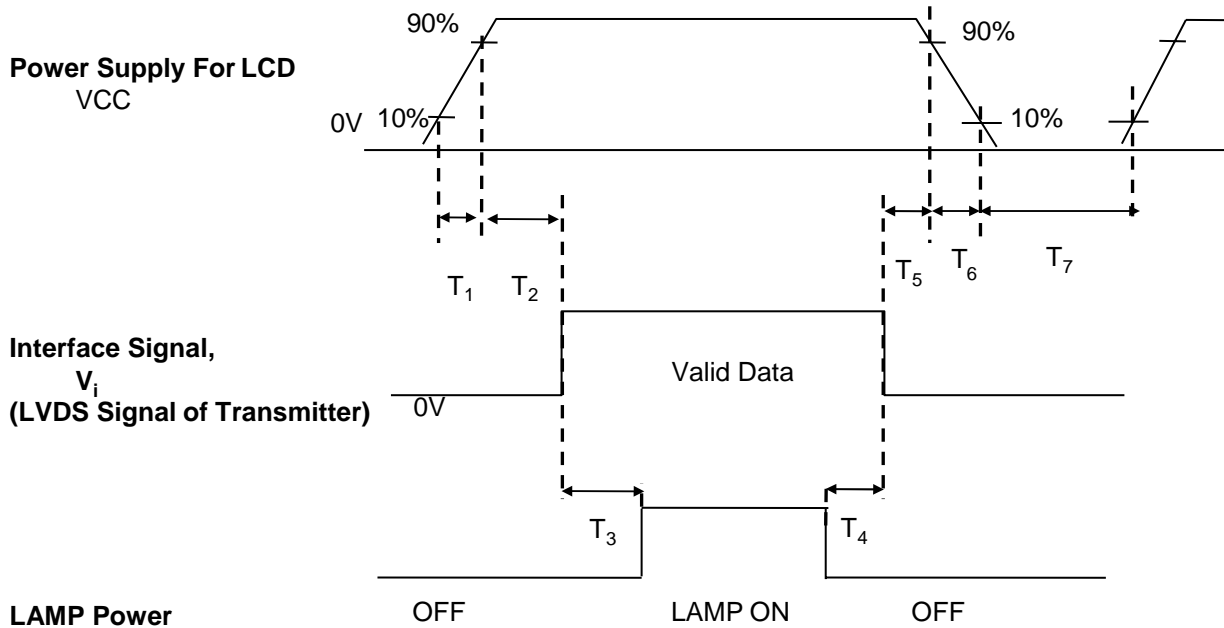 90%
90%
Power Supply For LCD
VCC
0V
10%
10%
T1
T2
T5
T6
T7
Interface Signal,
Vi
(LVDS Signal of Transmitter)
Valid Data
0V
T3
T4
LAMP Power
OFF
LAMP ON
OFF